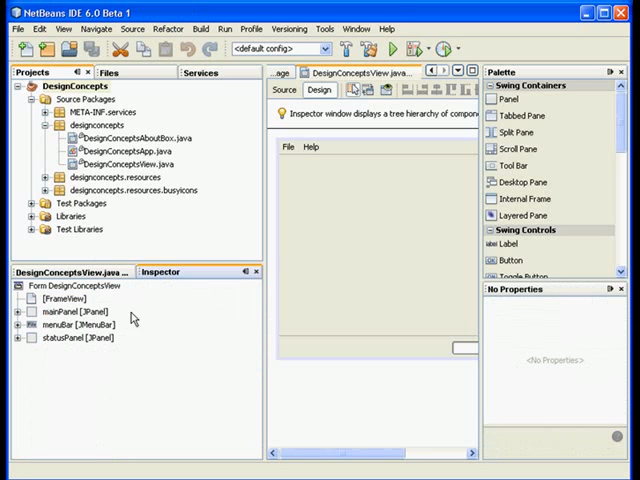 NetBeans IDE 6.0 Beta 1
File Edit View Navigate Source Refactor Build Run Profile Versioning Tools Window Help
<default config>
Projects
Files
Services
DesignConcepts
Source Packages
META-INF.services
designconcepts
DesignConceptsAboutBox.java
DesignConceptsApp.java
DesignConceptsView.java
designconcepts.resources
designconcepts.resources.busyicons
Test Packages
Libraries
Test Libraries
DesignConceptsView.java ...
Inspector
Form DesignConceptsView
[FrameView]
mainPanel [JPanel]
menuBar [JMenuBar]
statusPanel [JPanel]
...age
DesignConceptsView.java...
Source Design
Inspector window displays a tree hierarchy of compone
File Help
Palette
Swing Containers
Panel
Tabbed Pane
Split Pane
Scroll Pane
Tool Bar
Desktop Pane
Internal Frame
Layered Pane
Swing Controls
Label
Button
Toggle Button
No Properties
<No Properties>